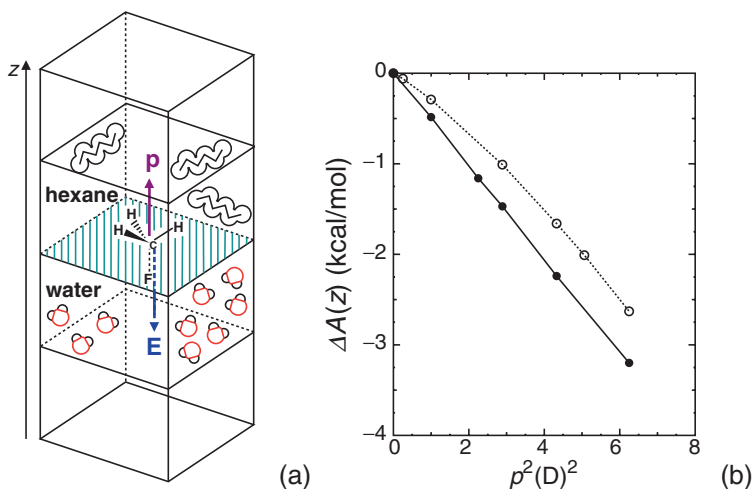 z
hexane
p
H
H
H
C
F
water
E
(a)
0
−1
−2
−3
−4
ΔA(z) (kcal/mol)
0 2 4 6 8
p²(D)²
(b)